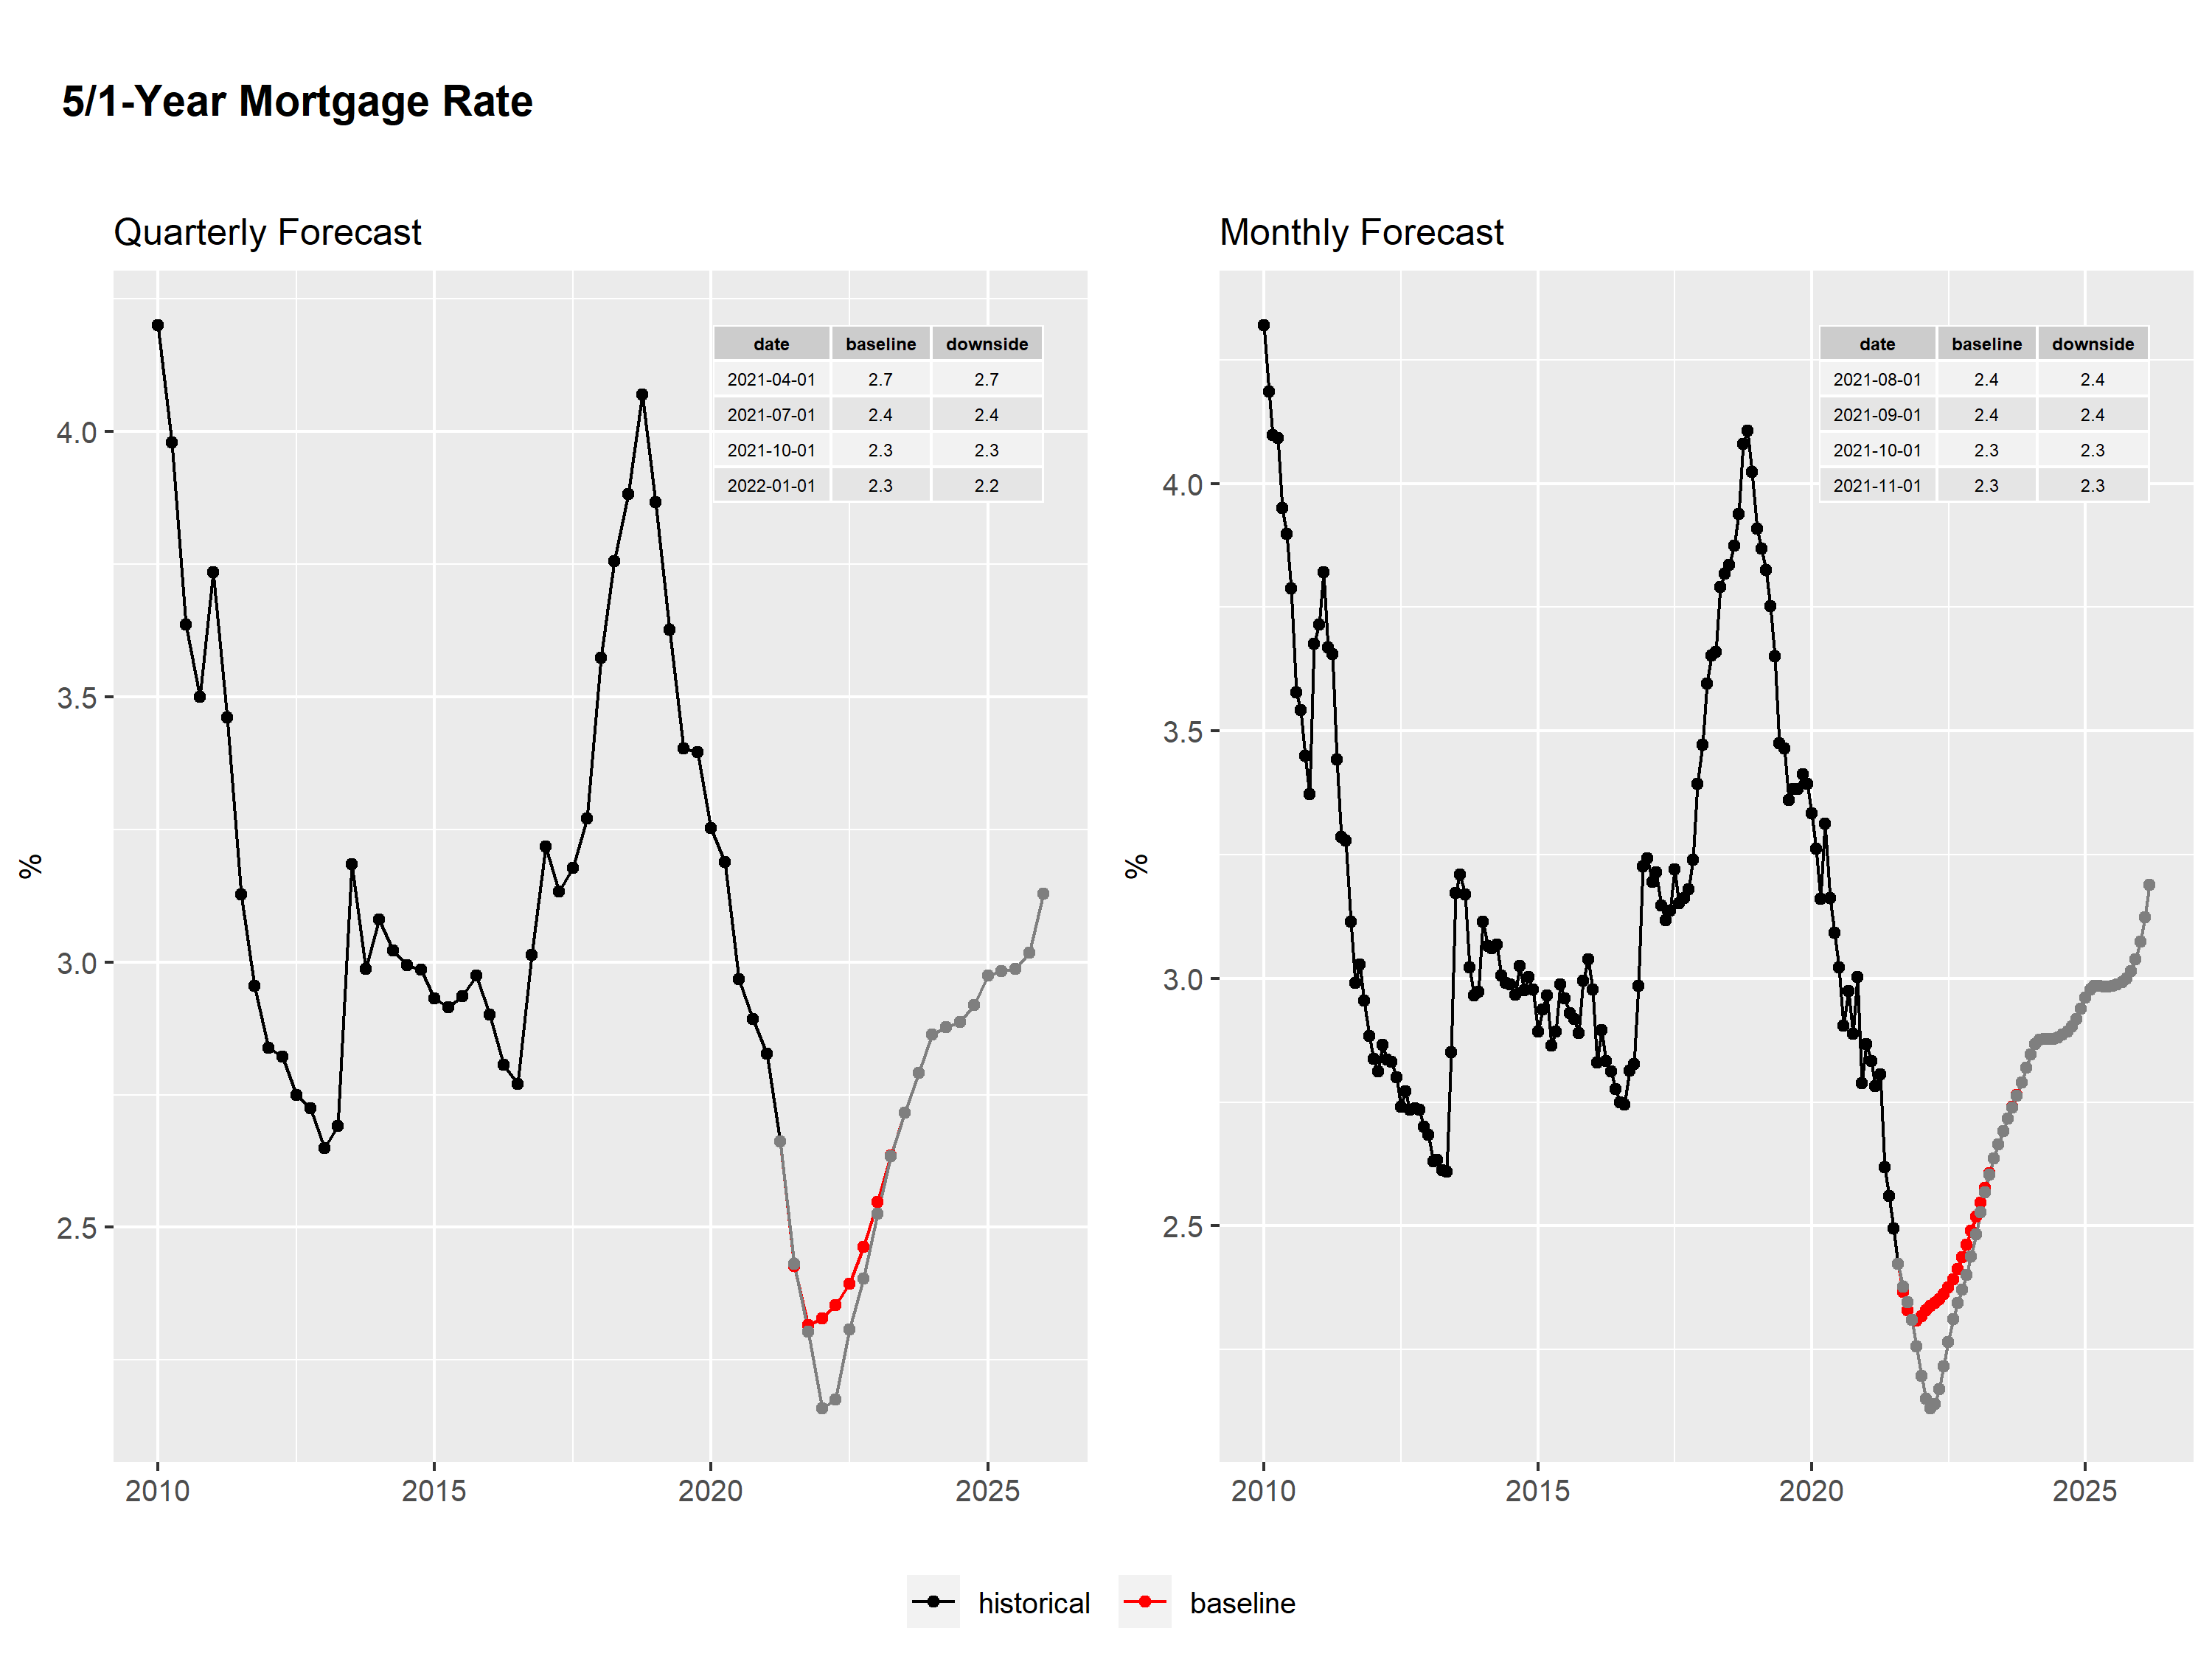 5/1-Year Mortgage Rate
Quarterly Forecast
date baseline downside
2021-04-01 2.7 2.7
2021-07-01 2.4 2.4
2021-10-01 2.3 2.3
2022-01-01 2.3 2.2
4.0
3.5
3.0
2.5
%
2010 2015 2020 2025
Monthly Forecast
date baseline downside
2021-08-01 2.4 2.4
2021-09-01 2.4 2.4
2021-10-01 2.3 2.3
2021-11-01 2.3 2.3
4.0
3.5
3.0
2.5
%
2010 2015 2020 2025
historical baseline